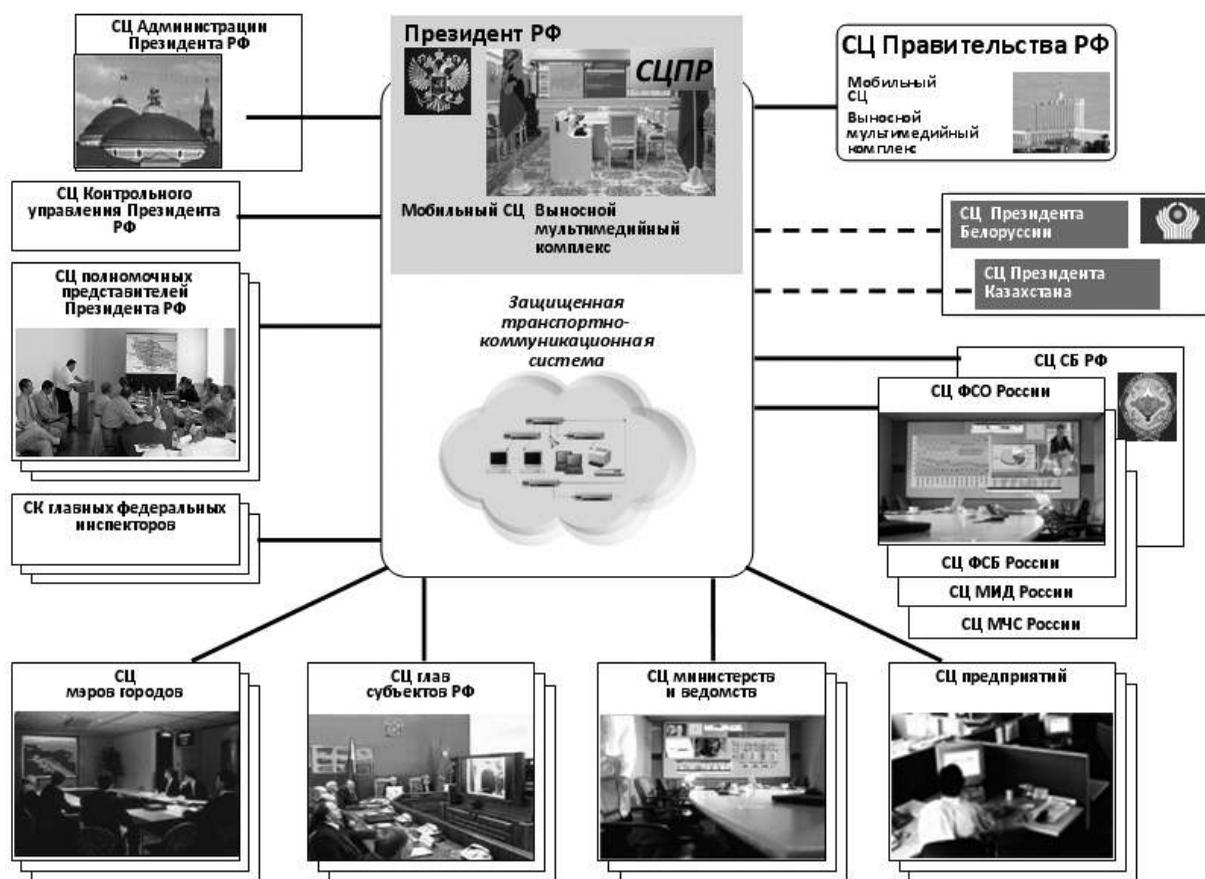 СЦ Администрации
Президента РФ
Президент РФ
СЦПР
Мобильный СЦ
Выносной
мультимедийный
комплекс
СЦ Правительства РФ
Мобильный
СЦ
Выносной
мультимедийный
комплекс
СЦ Контрольного
управления Президента
РФ
СЦ Президента
Белоруссии
СЦ Президента
Казахстана
СЦ полномочных
представителей
Президента РФ
Защищенная
транспортно-
коммуникационная
система
СЦ СБ РФ
СЦ ФСО России
СЦ ФСБ России
СЦ МИД России
СЦ МЧС России
СК главных федеральных
инспекторов
СЦ
мэров городов
СЦ глав
субъектов РФ
СЦ министерств
и ведомств
СЦ предприятий